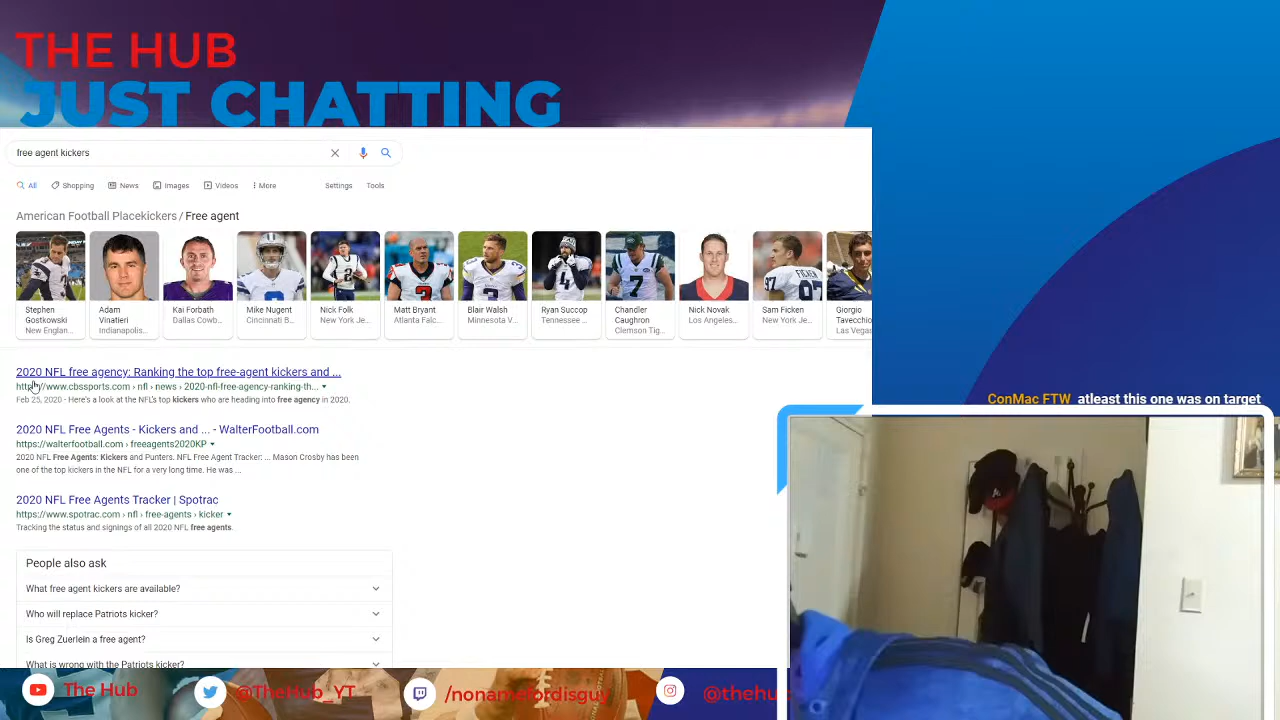 THE HUB
JUST CHATTING
free agent kickers
All Shopping News Images Videos More Settings Tools
American Football Placekickers / Free agent
Stephen Gostkowski New Englan...
Adam Vinatieri Indianapolis...
Kai Forbath Dallas Cowb...
Mike Nugent Cincinnati B...
Nick Folk New York Je...
Matt Bryant Atlanta Falc...
Blair Walsh Minnesota V...
Ryan Succop Tennessee ...
Chandler Caughron Clemson Tig...
Nick Novak Los Angeles...
Sam Ficken New York Je...
Giorgio Tavecchio Las Vegas
2020 NFL free agency: Ranking the top free-agent kickers and ...
https://www.cbssports.com › nfl › news › 2020-nfl-free-agency-ranking-th...
Feb 25, 2020 - Here's a look at the NFL's top kickers who are heading into free agency in 2020.
2020 NFL Free Agents - Kickers and ... - WalterFootball.com
https://walterfootball.com › freeagents2020KP
2020 NFL Free Agents: Kickers and Punters. NFL Free Agent Tracker: ... Mason Crosby has been
one of the top kickers in the NFL for a very long time. He was ...
2020 NFL Free Agents Tracker | Spotrac
https://www.spotrac.com › nfl › free-agents › kicker
Tracking the status and signings of all 2020 NFL free agents.
People also ask
What free agent kickers are available?
Who will replace Patriots kicker?
Is Greg Zuerlein a free agent?
What is wrong with the Patriots kicker?
ConMac FTW atleast this one was on target
The Hub @TheHub_YT /nonamefordisguy @thehu